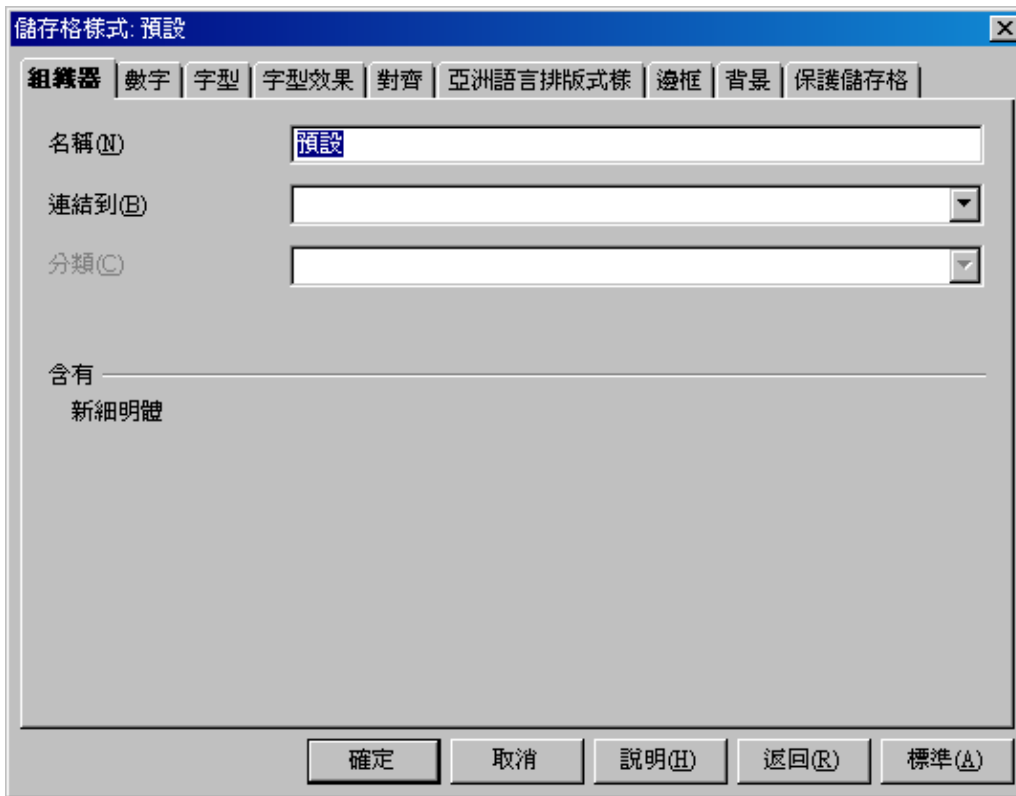 儲存格樣式: 預設
組織器 數字 字型 字型效果 對齊 亞洲語言排版式樣 邊框 背景 保護儲存格
名稱(N) 預設
連結到(B)
分類(C)
含有
新細明體
確定 取消 說明(H) 返回(R) 標準(A)